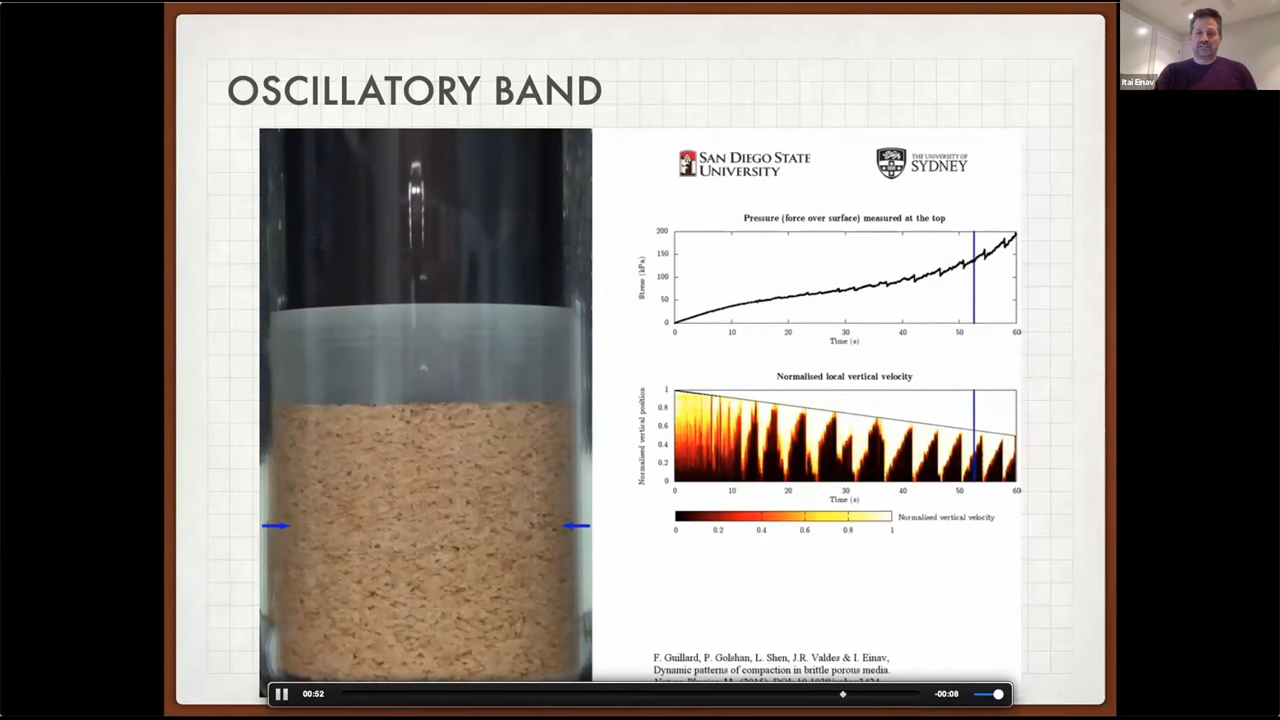 OSCILLATORY BAND
Itai Einav
SAN DIEGO STATE
UNIVERSITY
THE UNIVERSITY OF
SYDNEY
Pressure (force over surface) measured at the top
200
150
100
50
0
Stress (kPa)
0 10 20 30 40 50 60
Time (s)
Normalised local vertical velocity
1
0.8
0.6
0.4
0.2
0
Normalised vertical position
0 10 20 30 40 50 60
Time (s)
Normalised vertical velocity
0 0.2 0.4 0.6 0.8 1
F. Guillard, P. Golshan, L. Shen, J.R. Valdes & I. Einav,
Dynamic patterns of compaction in brittle porous media.
00:52
-00:08